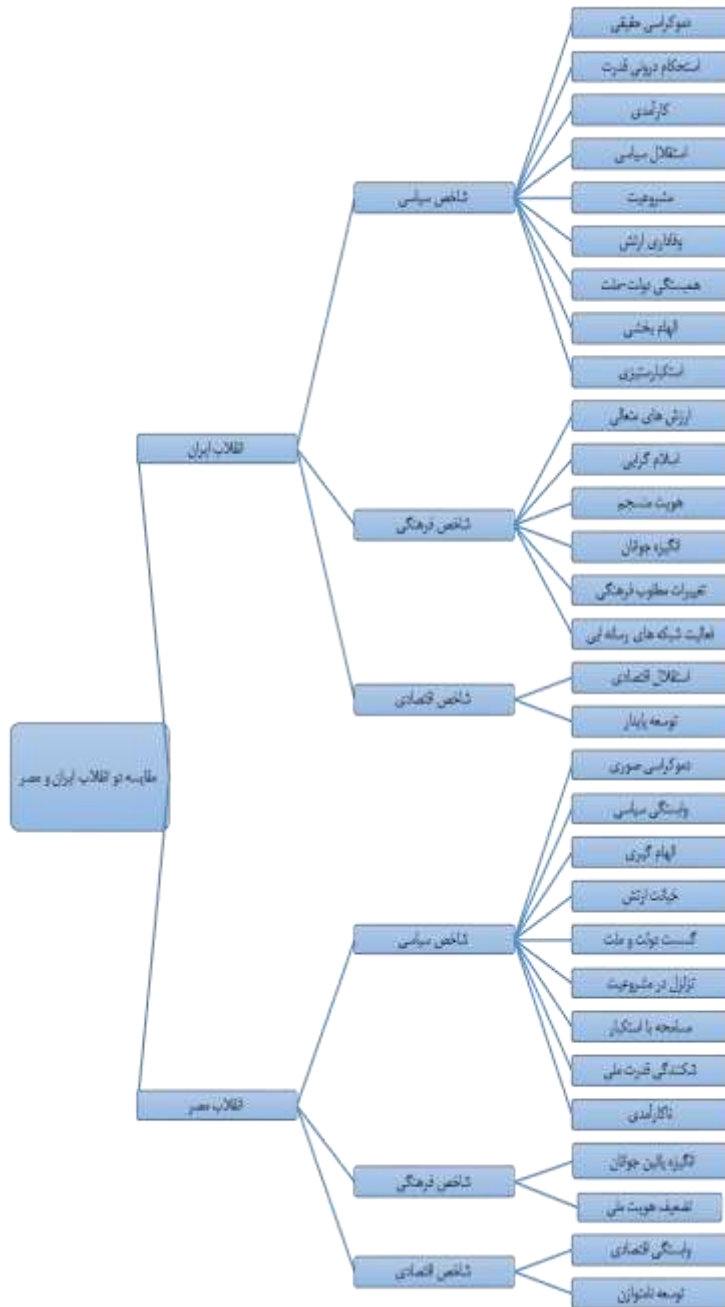 مقایسه دو انقلاب ایران و مصر
انقلاب ایران
شاخص سیاسی
دموکراسی حقیقی
استحکام درونی قدرت
کارآمدی
استقلال سیاسی
مشروعیت
وفاداری ارتش
همبستگی دولت-ملت
الهام بخشی
استکبارستیزی
شاخص فرهنگی
ارزش های متعالی
اسلام گرایی
هویت منسجم
انگیزه جوانان
تغییرات مطلوب فرهنگی
فعالیت شبکه های رسانه ایی
شاخص اقتصادی
استقلال اقتصادی
توسعه پایدار
انقلاب مصر
شاخص سیاسی
دموکراسی صوری
وابستگی سیاسی
الهام گیری
خیانت ارتش
گسست دولت و ملت
تزلزل در مشروعیت
مسامحه با استکبار
شکنندگی قدرت ملی
ناکارآمدی
شاخص فرهنگی
انگیزه پائین جوانان
تضعیف هویت ملی
شاخص اقتصادی
وابستگی اقتصادی
توسعه نامتوازن